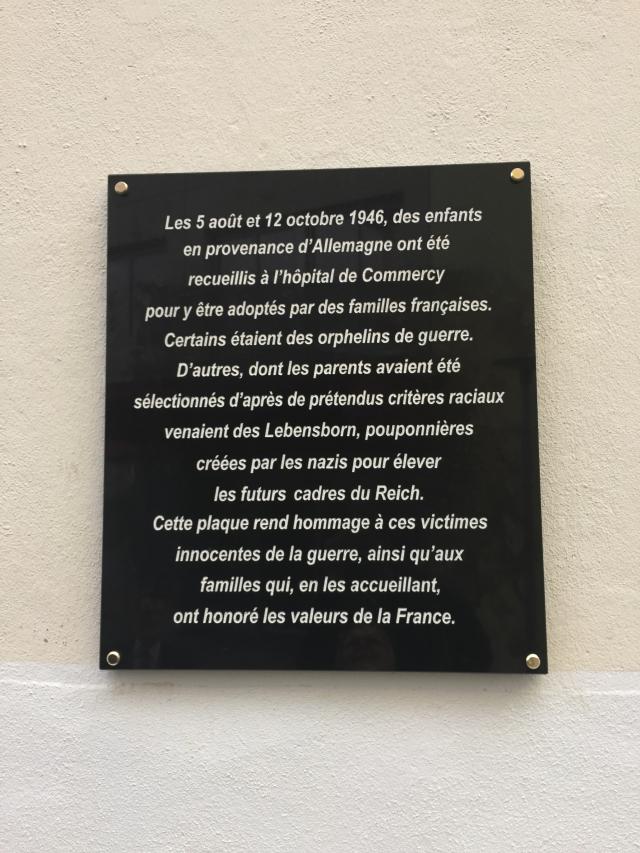 Les 5 août et 12 octobre 1946, des enfants
en provenance d'Allemagne ont été
recueillis à l'hôpital de Commercy
pour y être adoptés par des familles françaises.
Certains étaient des orphelins de guerre.
D'autres, dont les parents avaient été
sélectionnés d'après de prétendus critères raciaux
venaient des Lebensborn, pouponnières
créées par les nazis pour élever
les futurs cadres du Reich.
Cette plaque rend hommage à ces victimes
innocentes de la guerre, ainsi qu'aux
familles qui, en les accueillant,
ont honoré les valeurs de la France.